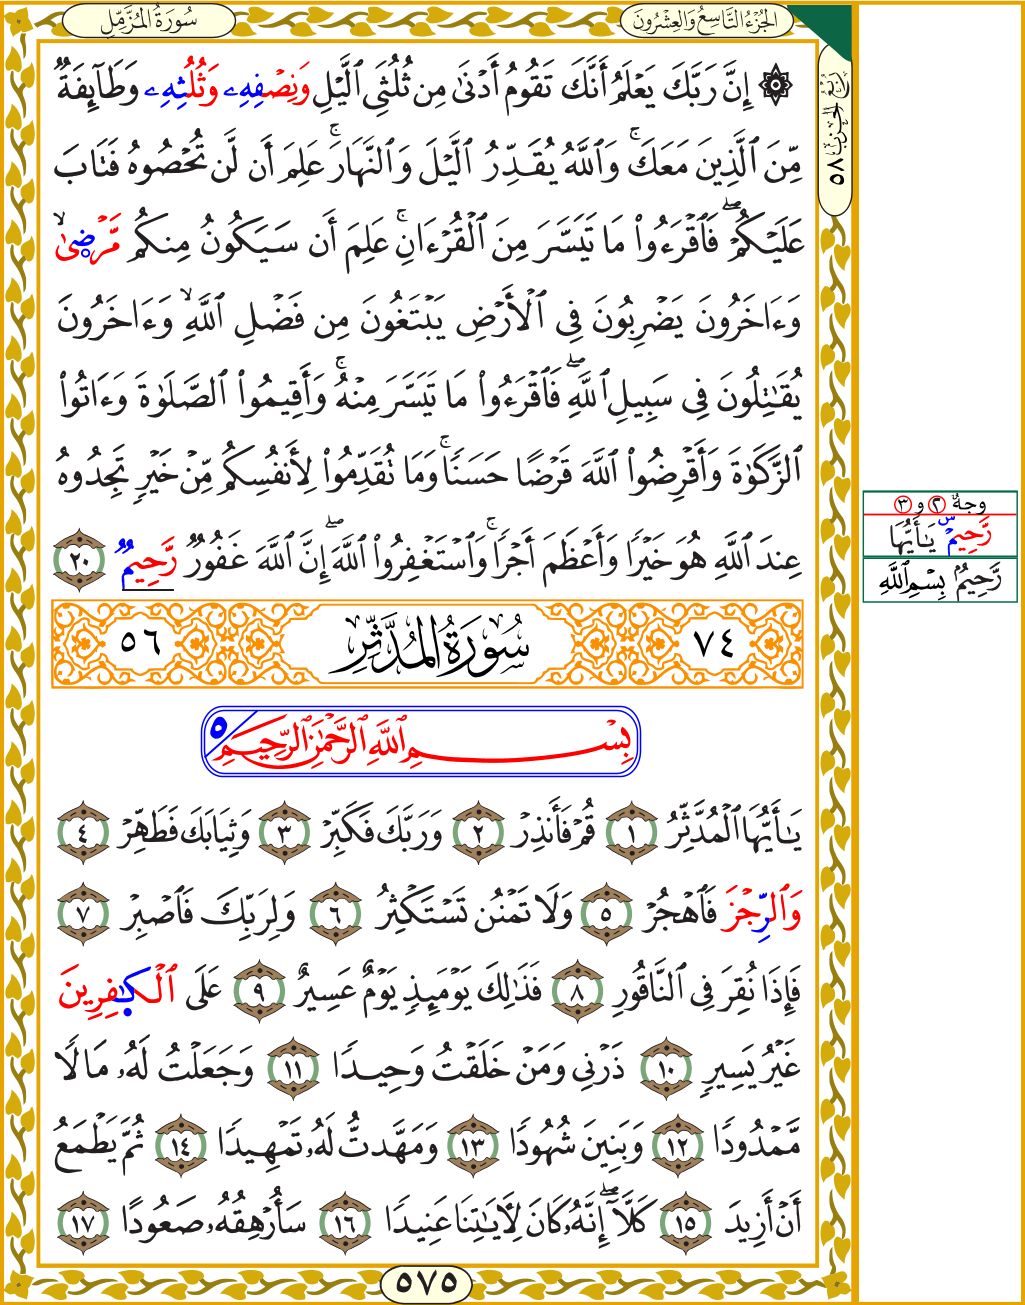 الجُزْءُ التَّاسِعُ وَالعِشْرُونَ
سُورَةُ المُزَّمِّل
۞ إِنَّ رَبَّكَ يَعْلَمُ أَنَّكَ تَقُومُ أَدْنَىٰ مِن ثُلُثَيِ ٱلَّيْلِ وَنِصْفِهِۦ وَثُلُثِهِۦ وَطَآئِفَةٌ
مِّنَ ٱلَّذِينَ مَعَكَۚ وَٱللَّهُ يُقَدِّرُ ٱلَّيْلَ وَٱلنَّهَارَۚ عَلِمَ أَن لَّن تُحْصُوهُ فَتَابَ
عَلَيْكُمْۖ فَٱقْرَءُوا۟ مَا تَيَسَّرَ مِنَ ٱلْقُرْءَانِۚ عَلِمَ أَن سَيَكُونُ مِنكُم مَّرْضَىٰۙ
وَءَاخَرُونَ يَضْرِبُونَ فِى ٱلْأَرْضِ يَبْتَغُونَ مِن فَضْلِ ٱللَّهِۙ وَءَاخَرُونَ
يُقَٰتِلُونَ فِى سَبِيلِ ٱللَّهِۖ فَٱقْرَءُوا۟ مَا تَيَسَّرَ مِنْهُۚ وَأَقِيمُوا۟ ٱلصَّلَوٰةَ وَءَاتُوا۟
ٱلزَّكَوٰةَ وَأَقْرِضُوا۟ ٱللَّهَ قَرْضًا حَسَنًاۚ وَمَا تُقَدِّمُوا۟ لِأَنفُسِكُم مِّنْ خَيْرٍ تَجِدُوهُ
عِندَ ٱللَّهِ هُوَ خَيْرًا وَأَعْظَمَ أَجْرًاۚ وَٱسْتَغْفِرُوا۟ ٱللَّهَۖ إِنَّ ٱللَّهَ غَفُورٌ رَّحِيمٌ ٢٠
٧٤ سُورَةُ المُدَّثِّر ٥٦
بِسْمِ ٱللَّهِ ٱلرَّحْمَٰنِ ٱلرَّحِيمِ ٥
يَٰٓأَيُّهَا ٱلْمُدَّثِّرُ ١ قُمْ فَأَنذِرْ ٢ وَرَبَّكَ فَكَبِّرْ ٣ وَثِيَابَكَ فَطَهِّرْ ٤
وَٱلرِّجْزَ فَٱهْجُرْ ٥ وَلَا تَمْنُن تَسْتَكْثِرُ ٦ وَلِرَبِّكَ فَٱصْبِرْ ٧
فَإِذَا نُقِرَ فِى ٱلنَّاقُورِ ٨ فَذَٰلِكَ يَوْمَئِذٍ يَوْمٌ عَسِيرٌ ٩ عَلَى ٱلْكَٰفِرِينَ
غَيْرُ يَسِيرٍ ١٠ ذَرْنِى وَمَنْ خَلَقْتُ وَحِيدًا ١١ وَجَعَلْتُ لَهُۥ مَالًا
مَّمْدُودًا ١٢ وَبَنِينَ شُهُودًا ١٣ وَمَهَّدتُّ لَهُۥ تَمْهِيدًا ١٤ ثُمَّ يَطْمَعُ
أَنْ أَزِيدَ ١٥ كَلَّآۖ إِنَّهُۥ كَانَ لِأَيَٰتِنَا عَنِيدًا ١٦ سَأُرْهِقُهُۥ صَعُودًا ١٧
٥٧٥
ربع الحزب ٥٨
وجه ٢ و ٣
رَّحِيمٌ س يَٰٓأَيُّهَا
رَّحِيمٌ بِسْمِ ٱللَّهِ